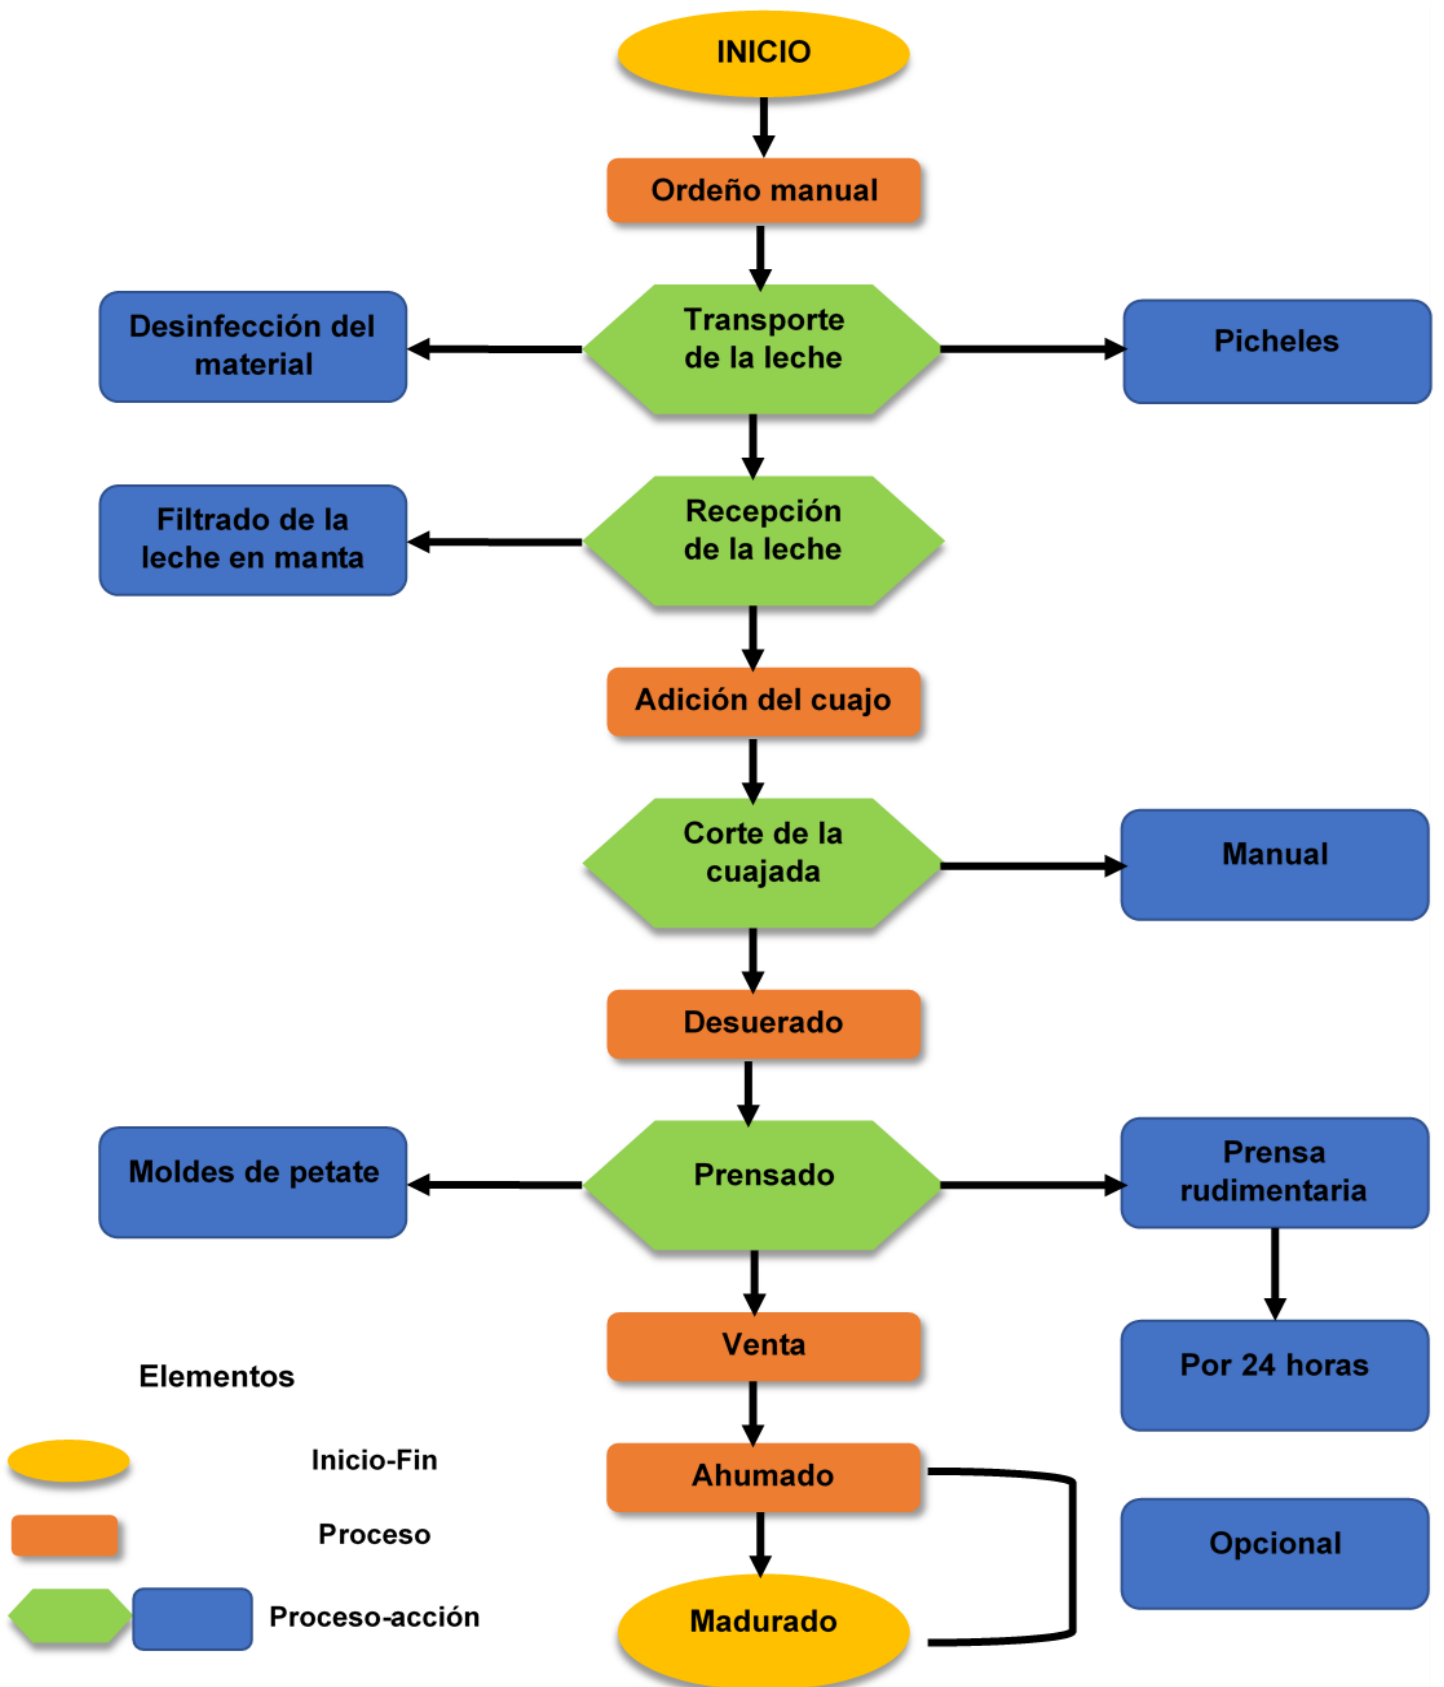 INICIO
Ordeño manual
Desinfección del
material
Transporte
de la leche
Picheles
Filtrado de la
leche en manta
Recepción
de la leche
Adición del cuajo
Corte de la
cuajada
Manual
Desuerado
Moldes de petate
Prensado
Prensa
rudimentaria
Venta
Por 24 horas
Elementos
Inicio-Fin
Ahumado
Proceso
Opcional
Proceso-acción
Madurado